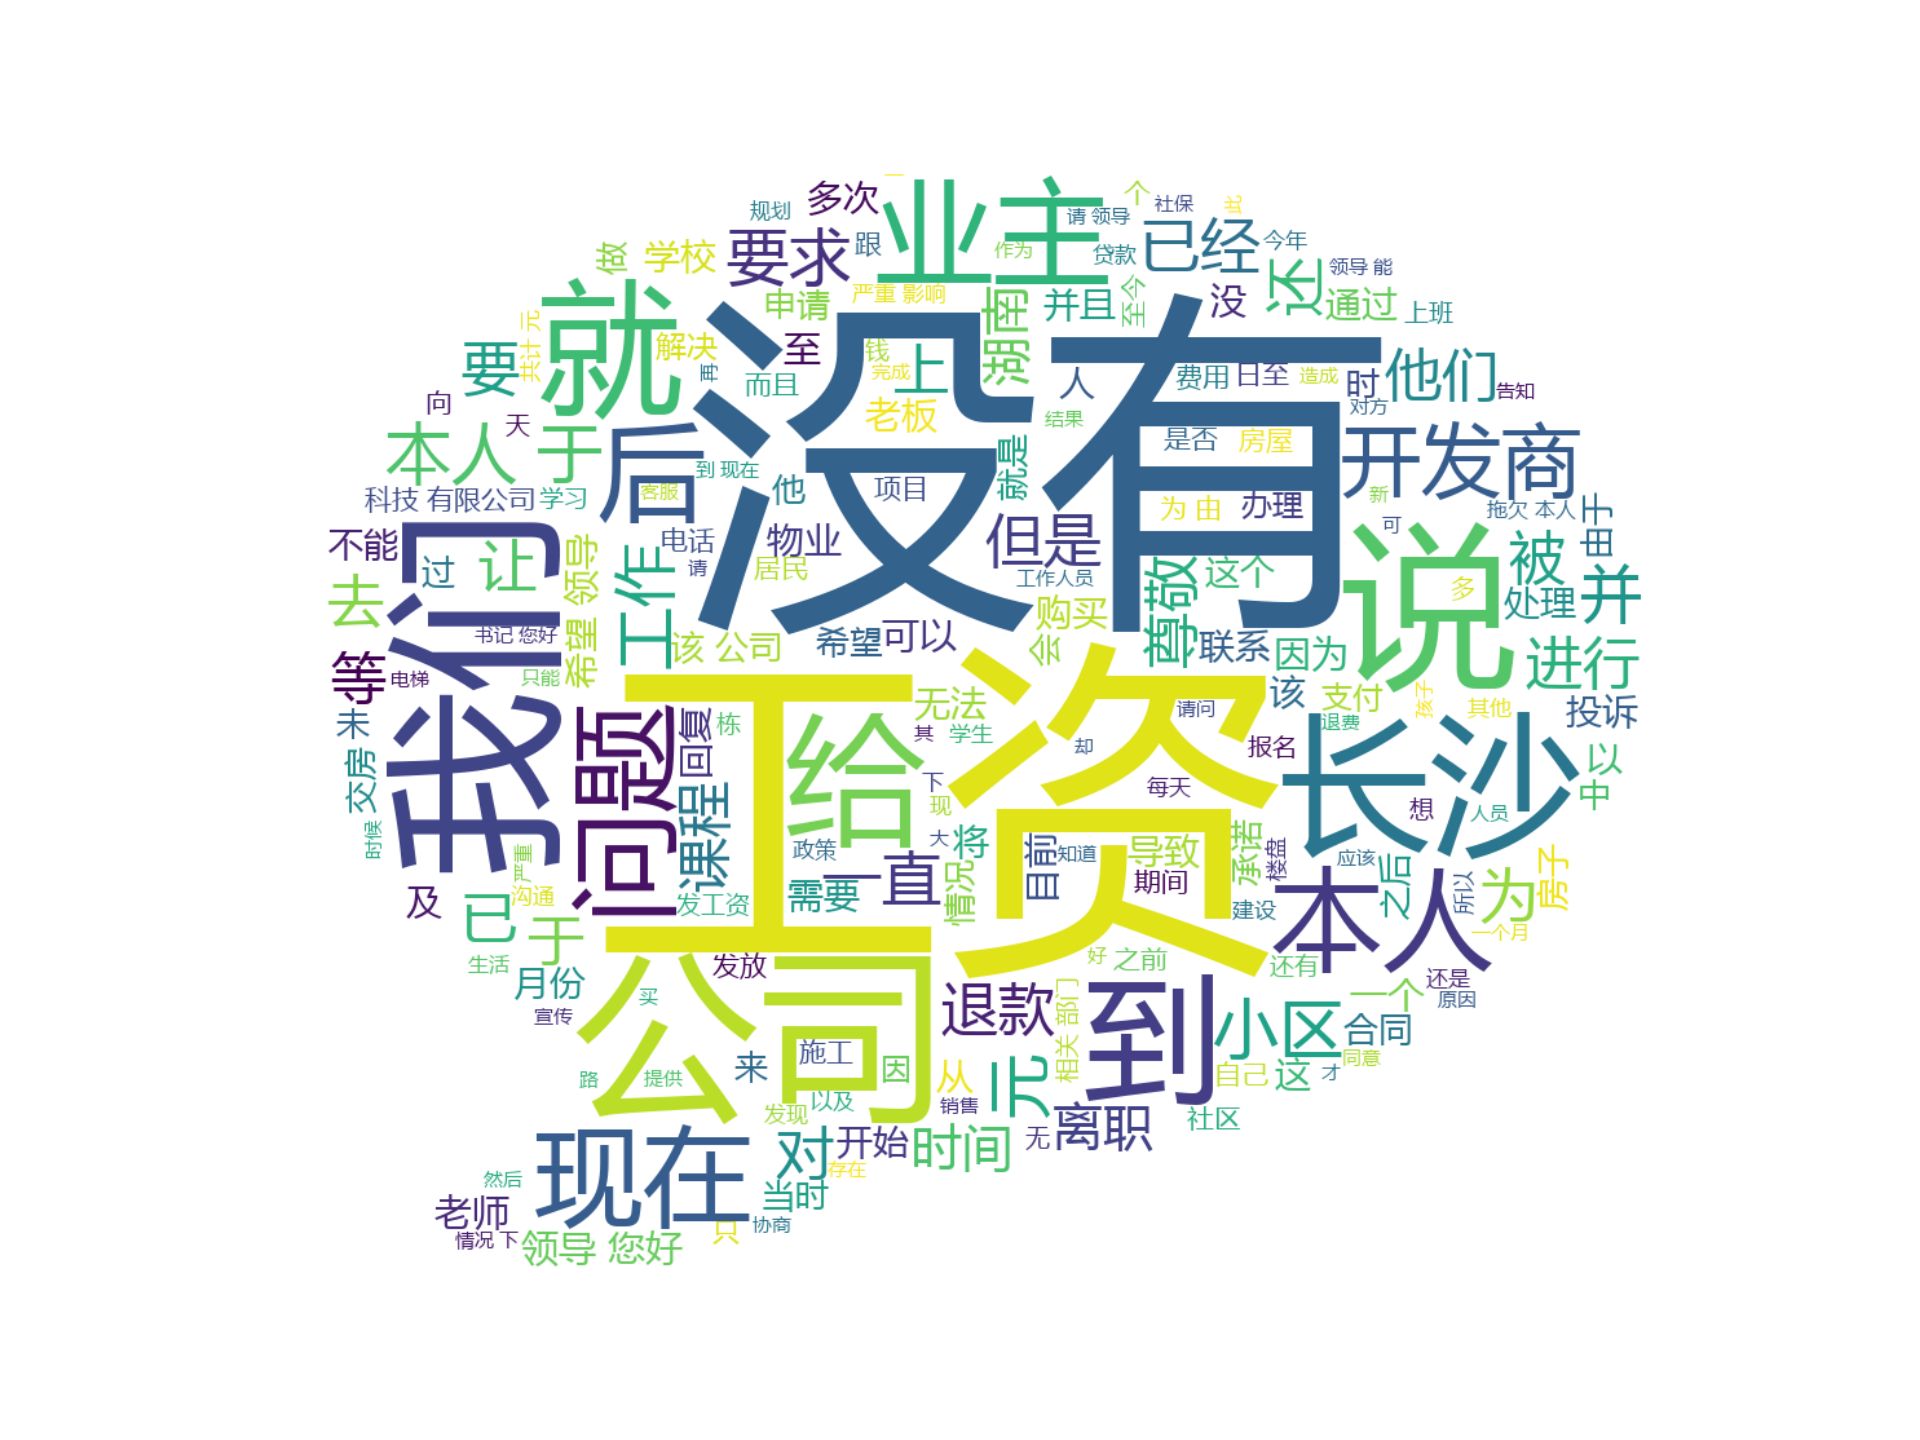 一
多次
业主
个
社保
此
规划
请 领导
已经
今年
做
学校
要求
跟
作为
贷款
还
领导 能
申请
严重 影响
湖南
并且
至今
没
通过
上班
就
共计 元
要
解决
再
至
钱
完成
上
而且
没有
人
费用
日至
造成
时
他们
告知
向
天
老板
结果
对方
本人
于
后
到 现在
就是
是否
房屋
开发商
科技 有限公司
学习
客服
他
项目
为 由
办理
新
可
拖欠 本人
由于
不能
过
让
领导
希望
工作
电话
请
物业
居民
但是
工作人员
尊敬
这个
说
多
被
处理
并
去
我们
书记 您好
该 公司
希望
可以
会
购买
联系
因为
进行
等
电梯
只能
工资
无法
请问
该
支付
退费
孩子
其他
投诉
未
问题
回复
栋
给
其
学生
却
报名
长沙
以
交房
课程
下
现
每天
想
人员
中
时候
严重
政策
大
将
目前
知道
导致
承诺
楼盘
应该
及
已
沟通
发工资
需要
一直
情况
期间
本人
之后
所以
为
房子
于
建设
一个月
生活
月份
公司
发放
好
之前
还有
还是
宣传
买
退款
相关 部门
到
小区
一个
原因
合同
来
施工
因
从
元
自己
这
同意
才
路
提供
发现
以及
销售
社区
现在
对
开始
时间
无
离职
然后
存在
老师
当时
情况 下
领导 您好
只
协商